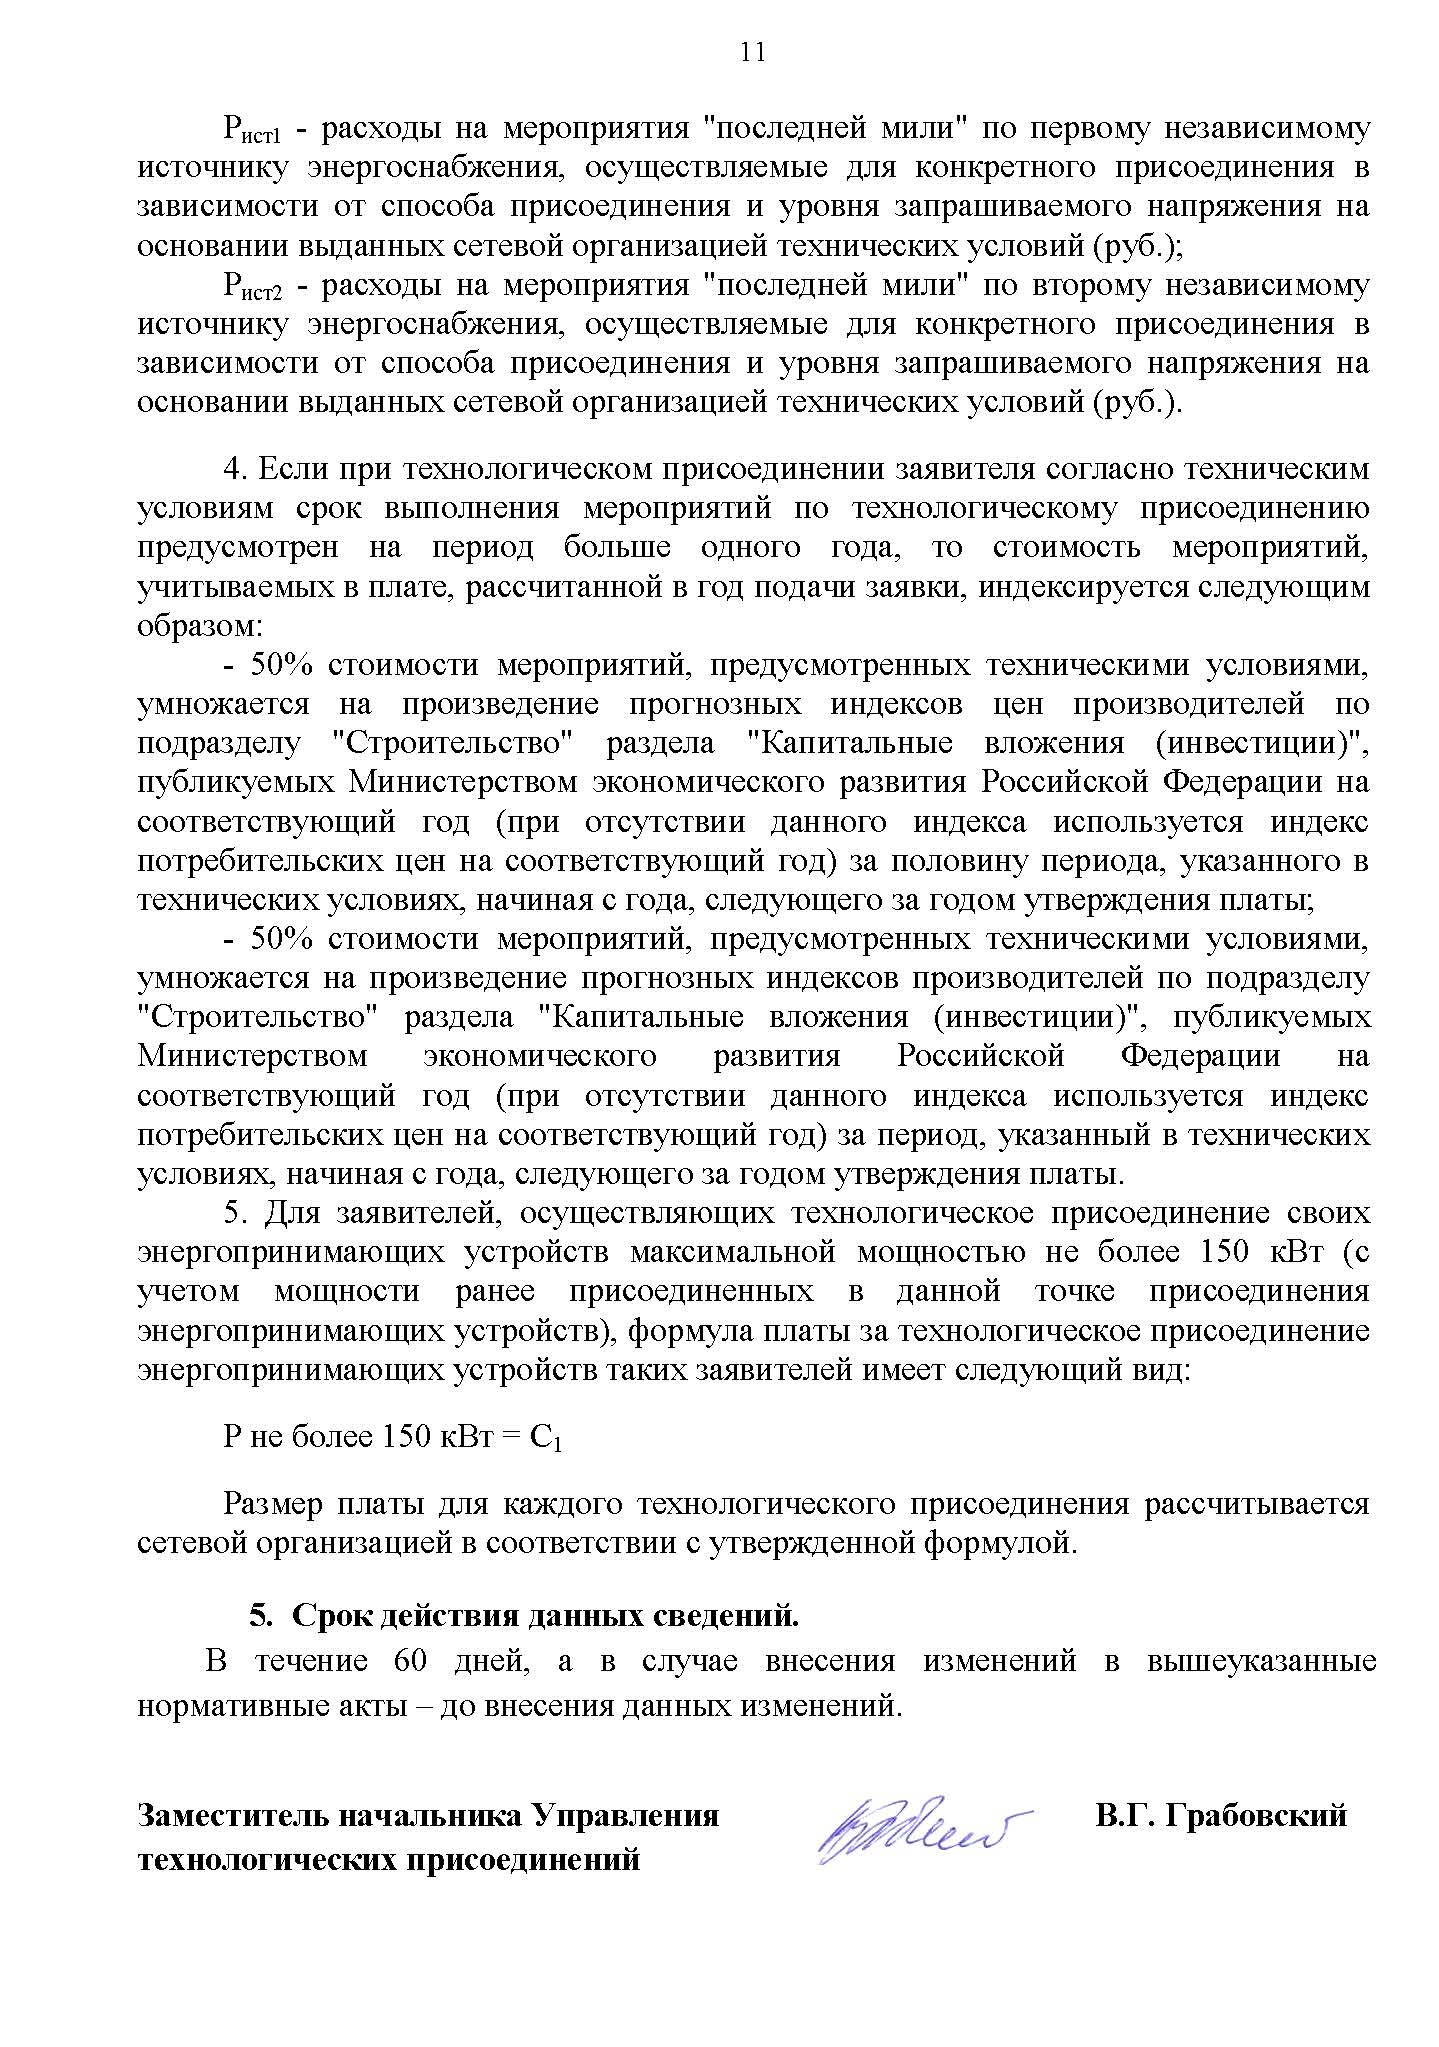 11
Рист1 - расходы на мероприятия "последней мили" по первому независимому
источнику энергоснабжения, осуществляемые для конкретного присоединения в
зависимости от способа присоединения и уровня запрашиваемого напряжения на
основании выданных сетевой организацией технических условий (руб.);
Рист2 - расходы на мероприятия "последней мили" по второму независимому
источнику энергоснабжения, осуществляемые для конкретного присоединения в
зависимости от способа присоединения и уровня запрашиваемого напряжения на
основании выданных сетевой организацией технических условий (руб.).
4. Если при технологическом присоединении заявителя согласно техническим
условиям срок выполнения мероприятий по технологическому присоединению
предусмотрен на период больше одного года, то стоимость мероприятий,
учитываемых в плате, рассчитанной в год подачи заявки, индексируется следующим
образом:
- 50% стоимости мероприятий, предусмотренных техническими условиями,
умножается на произведение прогнозных индексов цен производителей по
подразделу "Строительство" раздела "Капитальные вложения (инвестиции)",
публикуемых Министерством экономического развития Российской Федерации на
соответствующий год (при отсутствии данного индекса используется индекс
потребительских цен на соответствующий год) за половину периода, указанного в
технических условиях, начиная с года, следующего за годом утверждения платы;
- 50% стоимости мероприятий, предусмотренных техническими условиями,
умножается на произведение прогнозных индексов производителей по подразделу
"Строительство" раздела "Капитальные вложения (инвестиции)", публикуемых
Министерством экономического развития Российской Федерации на
соответствующий год (при отсутствии данного индекса используется индекс
потребительских цен на соответствующий год) за период, указанный в технических
условиях, начиная с года, следующего за годом утверждения платы.
5. Для заявителей, осуществляющих технологическое присоединение своих
энергопринимающих устройств максимальной мощностью не более 150 кВт (с
учетом мощности ранее присоединенных в данной точке присоединения
энергопринимающих устройств), формула платы за технологическое присоединение
энергопринимающих устройств таких заявителей имеет следующий вид:
Р не более 150 кВт = С1
Размер платы для каждого технологического присоединения рассчитывается
сетевой организацией в соответствии с утвержденной формулой.
5. Срок действия данных сведений.
В течение 60 дней, а в случае внесения изменений в вышеуказанные
нормативные акты – до внесения данных изменений.
Заместитель начальника Управления В.Г. Грабовский
технологических присоединений